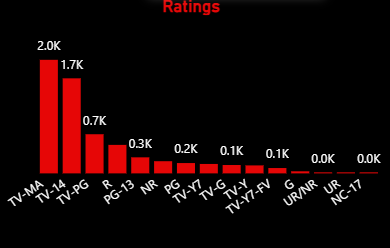 Ratings
2.0K
1.7K
0.7K
0.3K
0.2K
0.1K
0.1K
0.0K
0.0K
TV-MA
TV-14
TV-PG
R
PG-13
NR
PG
TV-Y7
TV-G
TV-Y
TV-Y7-FV
G
UR/NR
UR
NC-17